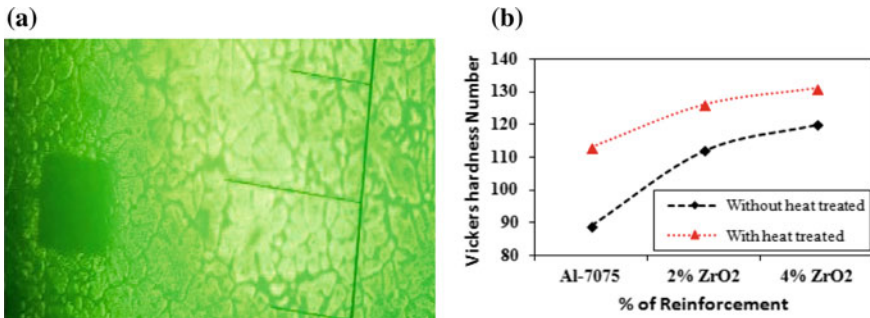 (a)
(b)
Vickers hardness Number
140
130
120
110
100
90
80
Without heat treated
With heat treated
Al-7075 2% ZrO2 4% ZrO2
% of Reinforcement